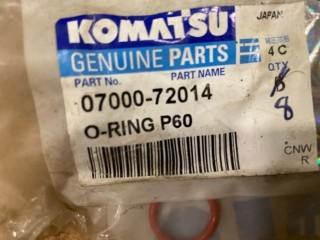 KOMATSU JAPAN
GENUINE PARTS 4 C
PART No. PART NAME QTY
07000-72014 8
O-RING P60
CNW
R